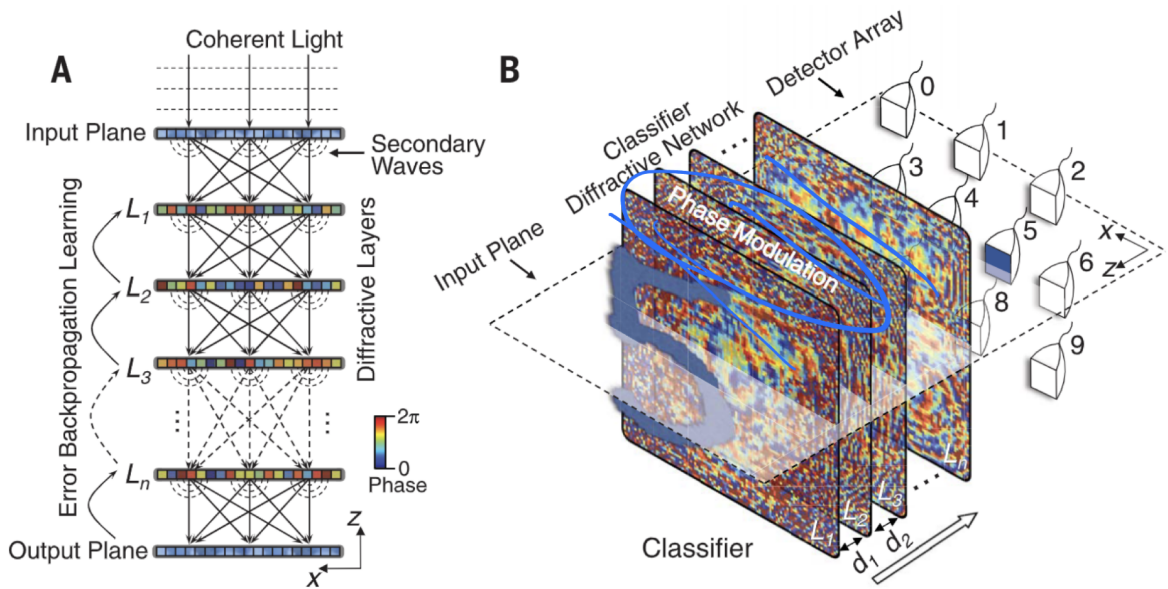 A
Coherent Light
Input Plane
Secondary
Waves
Error Backpropagation Learning
L1
L2
L3
Ln
Diffractive Layers
2π
0
Phase
Output Plane
z
x
B
Detector Array
Classifier
Diffractive Network
Input Plane
Phase Modulation
0
1
2
3
4
5
6
8
9
x
z
L1
L2
L3
Ln
d1
d2
Classifier